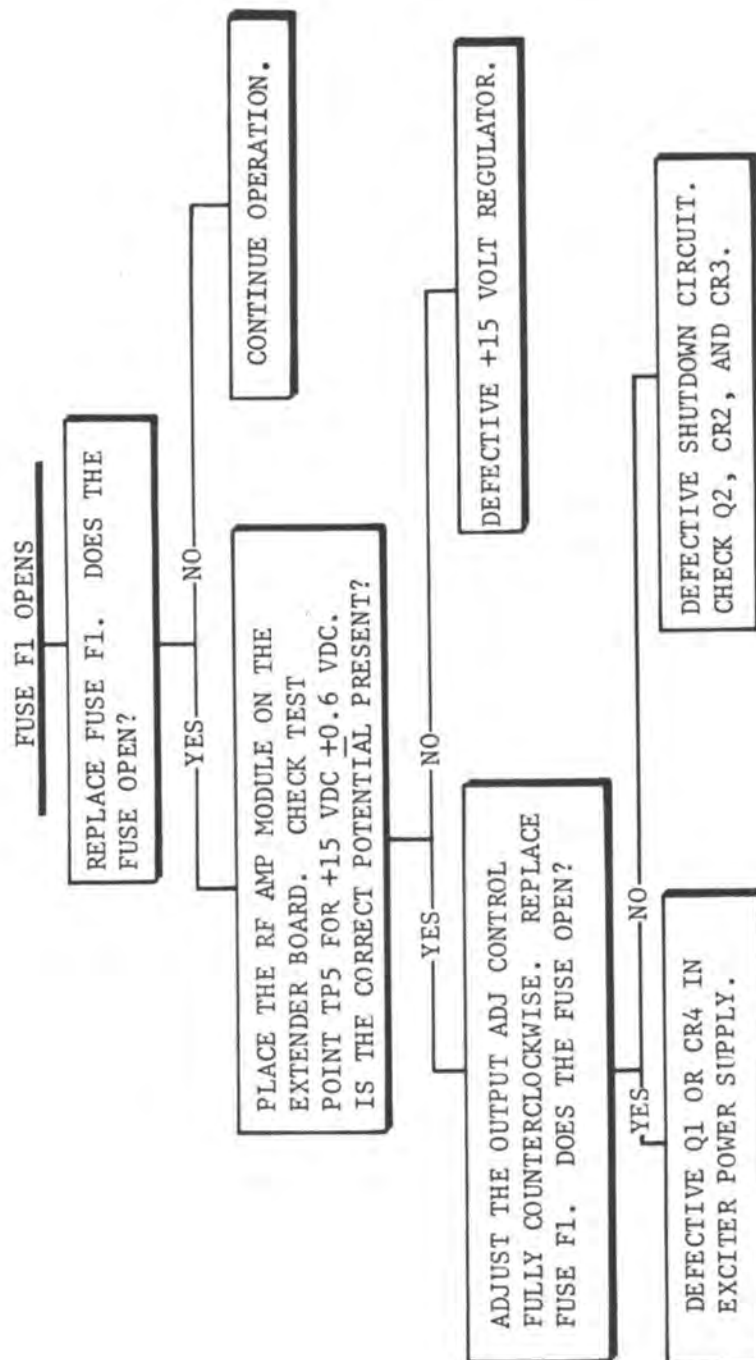 FUSE F1 OPENS
REPLACE FUSE F1. DOES THE
FUSE OPEN?
YES
NO
PLACE THE RF AMP MODULE ON THE
EXTENDER BOARD. CHECK TEST
POINT TP5 FOR +15 VDC ±0.6 VDC.
IS THE CORRECT POTENTIAL PRESENT?
CONTINUE OPERATION.
YES
NO
ADJUST THE OUTPUT ADJ CONTROL
FULLY COUNTERCLOCKWISE. REPLACE
FUSE F1. DOES THE FUSE OPEN?
DEFECTIVE +15 VOLT REGULATOR.
YES
NO
DEFECTIVE Q1 OR CR4 IN
EXCITER POWER SUPPLY.
DEFECTIVE SHUTDOWN CIRCUIT.
CHECK Q2, CR2, AND CR3.